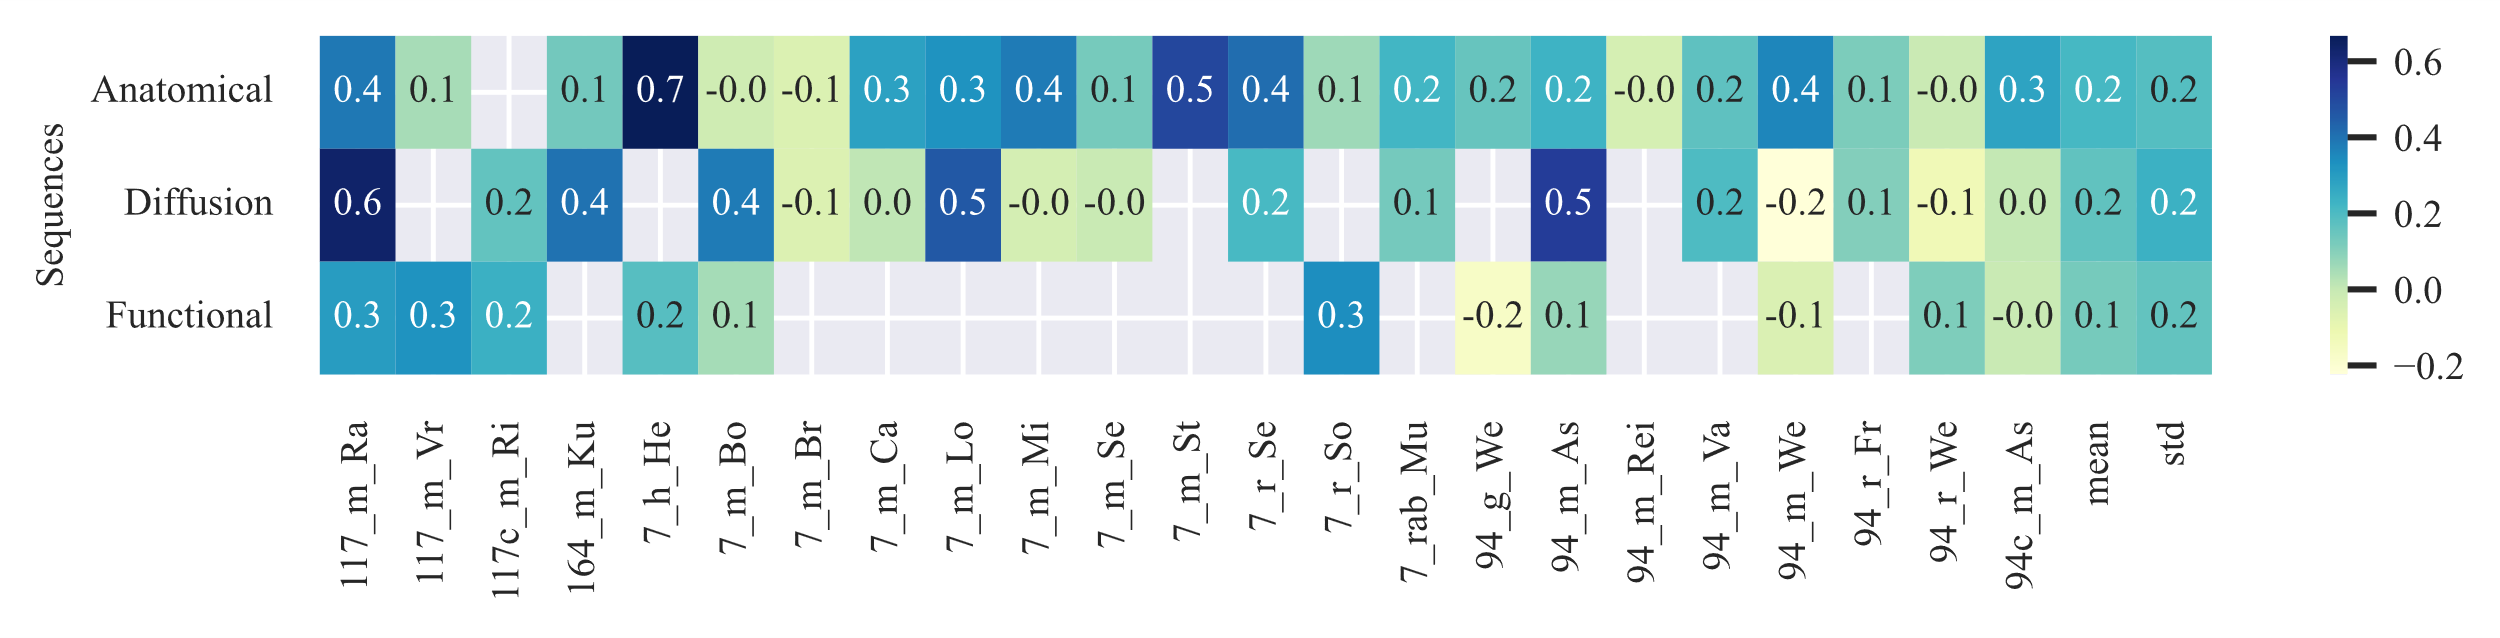 Sequences
Anatomical 0.4 0.1 0.1 0.7 -0.0 -0.1 0.3 0.3 0.4 0.1 0.5 0.4 0.1 0.2 0.2 0.2 -0.0 0.2 0.4 0.1 -0.0 0.3 0.2 0.2
Diffusion 0.6 0.2 0.4 0.4 -0.1 0.0 0.5 -0.0 -0.0 0.2 0.1 0.5 0.2 -0.2 0.1 -0.1 0.0 0.2 0.2
Functional 0.3 0.3 0.2 0.2 0.1 0.3 -0.2 0.1 -0.1 0.1 -0.0 0.1 0.2
117_m_Ra
117_m_Vr
117c_m_Ri
164_m_Ku
7_h_He
7_m_Bo
7_m_Br
7_m_Ca
7_m_Lo
7_m_Mi
7_m_Se
7_m_St
7_r_Se
7_r_So
7_rab_Mu
94_g_We
94_m_As
94_m_Rei
94_m_Va
94_m_We
94_r_Fr
94_r_We
94c_m_As
mean
std
0.6
0.4
0.2
0.0
−0.2